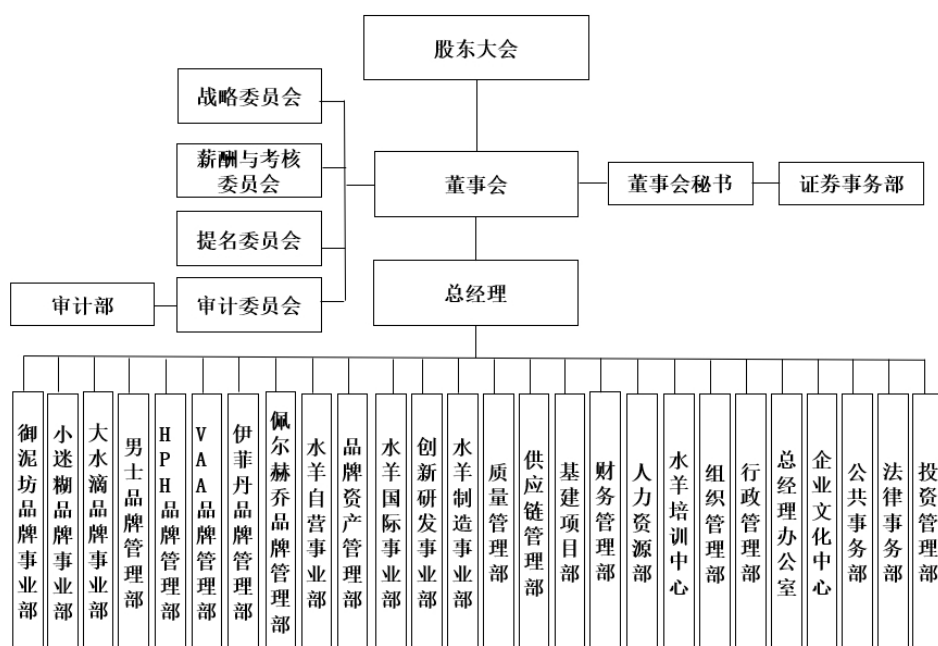 股东大会
战略委员会
薪酬与考核
委员会
董事会
董事会秘书
证券事务部
提名委员会
总经理
审计部
审计委员会
御泥坊品牌事业部
小迷糊品牌事业部
大水滴品牌事业部
男士品牌管理部
HPH品牌管理部
VAA品牌管理部
伊菲丹品牌管理部
佩尔赫乔品牌管理部
水羊自营事业部
品牌资产管理部
水羊国际事业部
创新研发事业部
水羊制造事业部
质量管理部
供应链管理部
基建项目部
财务管理部
人力资源部
水羊培训中心
组织管理部
行政管理部
总经理办公室
企业文化中心
公共事务部
法律事务部
投资管理部